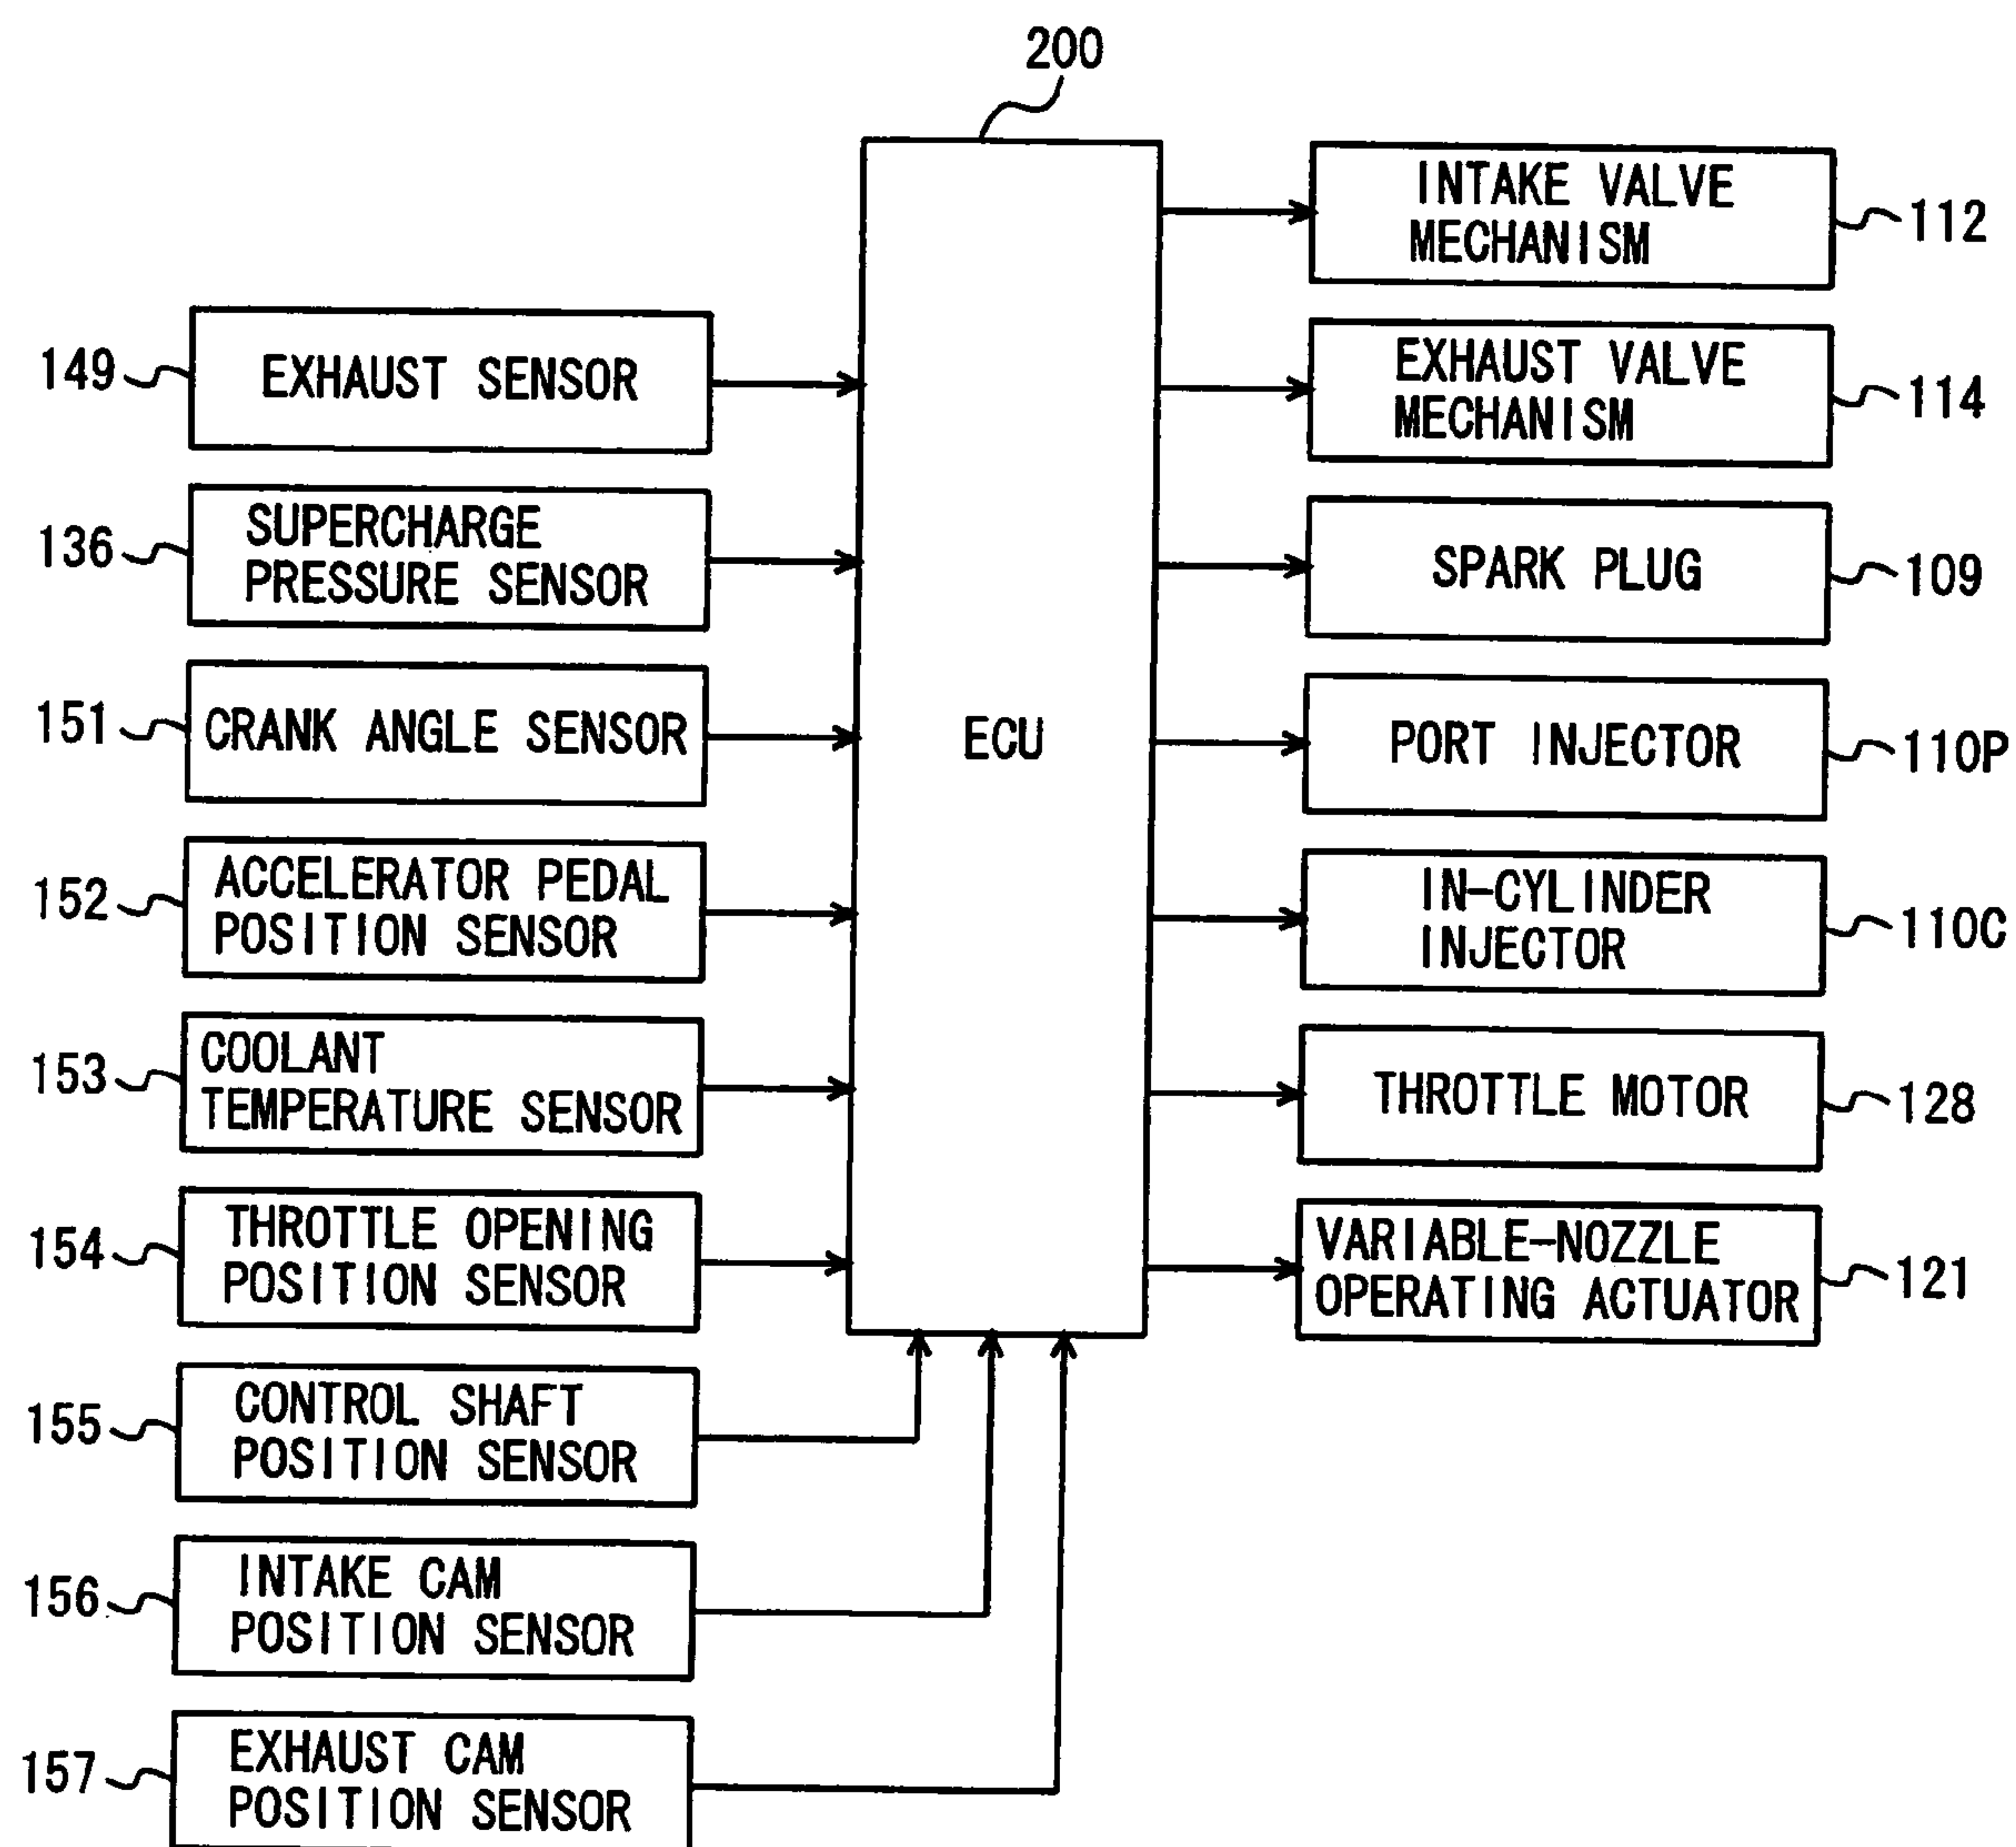 200
149
EXHAUST SENSOR
136
SUPERCHARGE
PRESSURE SENSOR
151
CRANK ANGLE SENSOR
152
ACCELERATOR PEDAL
POSITION SENSOR
153
COOLANT
TEMPERATURE SENSOR
154
THROTTLE OPENING
POSITION SENSOR
155
CONTROL SHAFT
POSITION SENSOR
156
INTAKE CAM
POSITION SENSOR
157
EXHAUST CAM
POSITION SENSOR
ECU
INTAKE VALVE
MECHANISM
112
EXHAUST VALVE
MECHANISM
114
SPARK PLUG
109
PORT INJECTOR
110P
IN-CYLINDER
INJECTOR
110C
THROTTLE MOTOR
128
VARIABLE-NOZZLE
OPERATING ACTUATOR
121